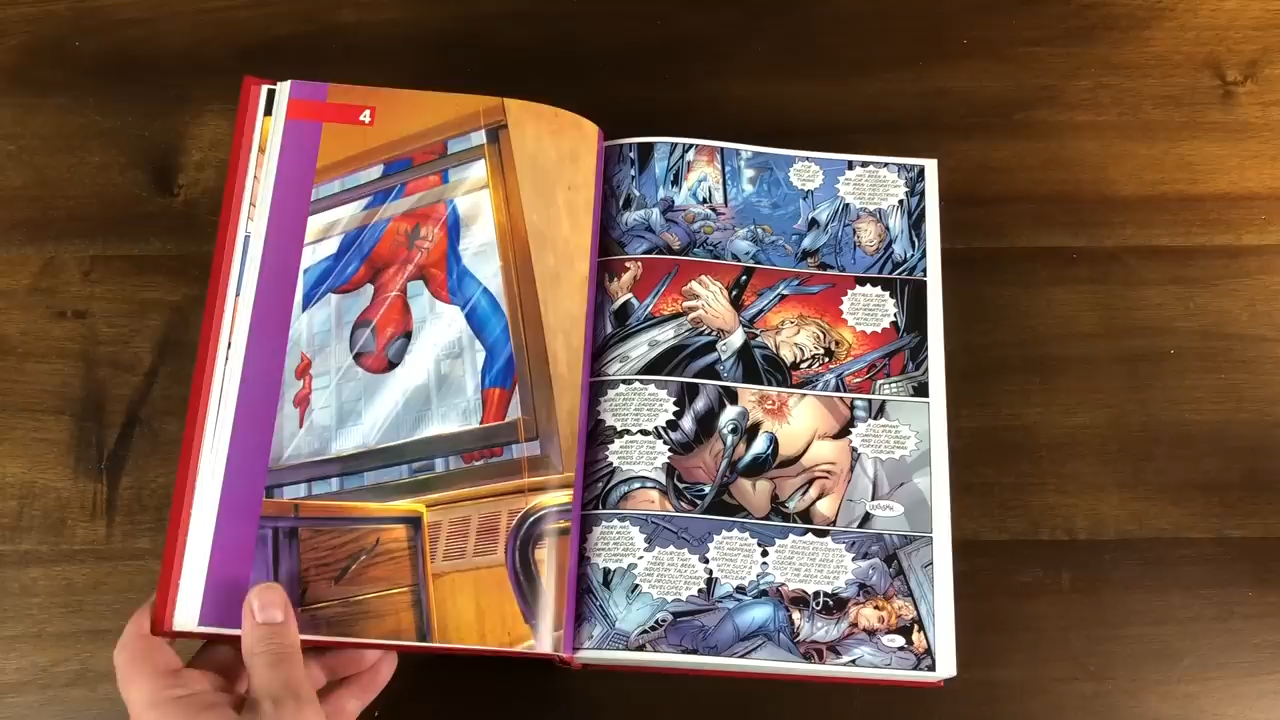 4
FOR
THOSE OF
YOU JUST
TUNING
IN...
THERE
HAS BEEN A
MAJOR ACCIDENT AT
THE MAIN LABORATORY
FACILITIES OF
OSBORN INDUSTRIES
EARLIER THIS
EVENING.
DETAILS ARE
STILL SKETCHY,
BUT WE HAVE
CONFIRMATION
THAT THERE ARE
FATALITIES
INVOLVED.
OSBORN
INDUSTRIES HAS
WIDELY BEEN CONSIDERED
A WORLD LEADER IN
SCIENTIFIC AND MEDICAL
BREAKTHROUGHS
OVER THE LAST
DECADE--
--EMPLOYING
MANY OF THE
GREATEST SCIENTIFIC
MINDS OF OUR
GENERATION.
A COMPANY
STILL RUN BY
COMPANY FOUNDER
AND LOCAL NEW
YORKER NORMAN
OSBORN.
THERE HAS
BEEN MUCH
SPECULATION
IN THE MEDICAL
COMMUNITY ABOUT
THE COMPANY'S
FUTURE.
SOURCES
TELL US THAT
THERE HAS BEEN
INDUSTRY TALK OF
SOME REVOLUTIONARY
NEW PRODUCT BEING
DEVELOPED BY
OSBORN.
WHETHER
OR NOT WHAT
HAS HAPPENED
TONIGHT HAS
ANYTHING TO DO
WITH SUCH A
PRODUCT IS
UNCLEAR.
AUTHORITIES
ARE ASKING RESIDENTS
AND TRAVELERS TO STAY
CLEAR OF THE AREA OF
OSBORN INDUSTRIES UNTIL
SUCH TIME AS THE SAFETY
OF THE AREA CAN BE
DECLARED SECURE.